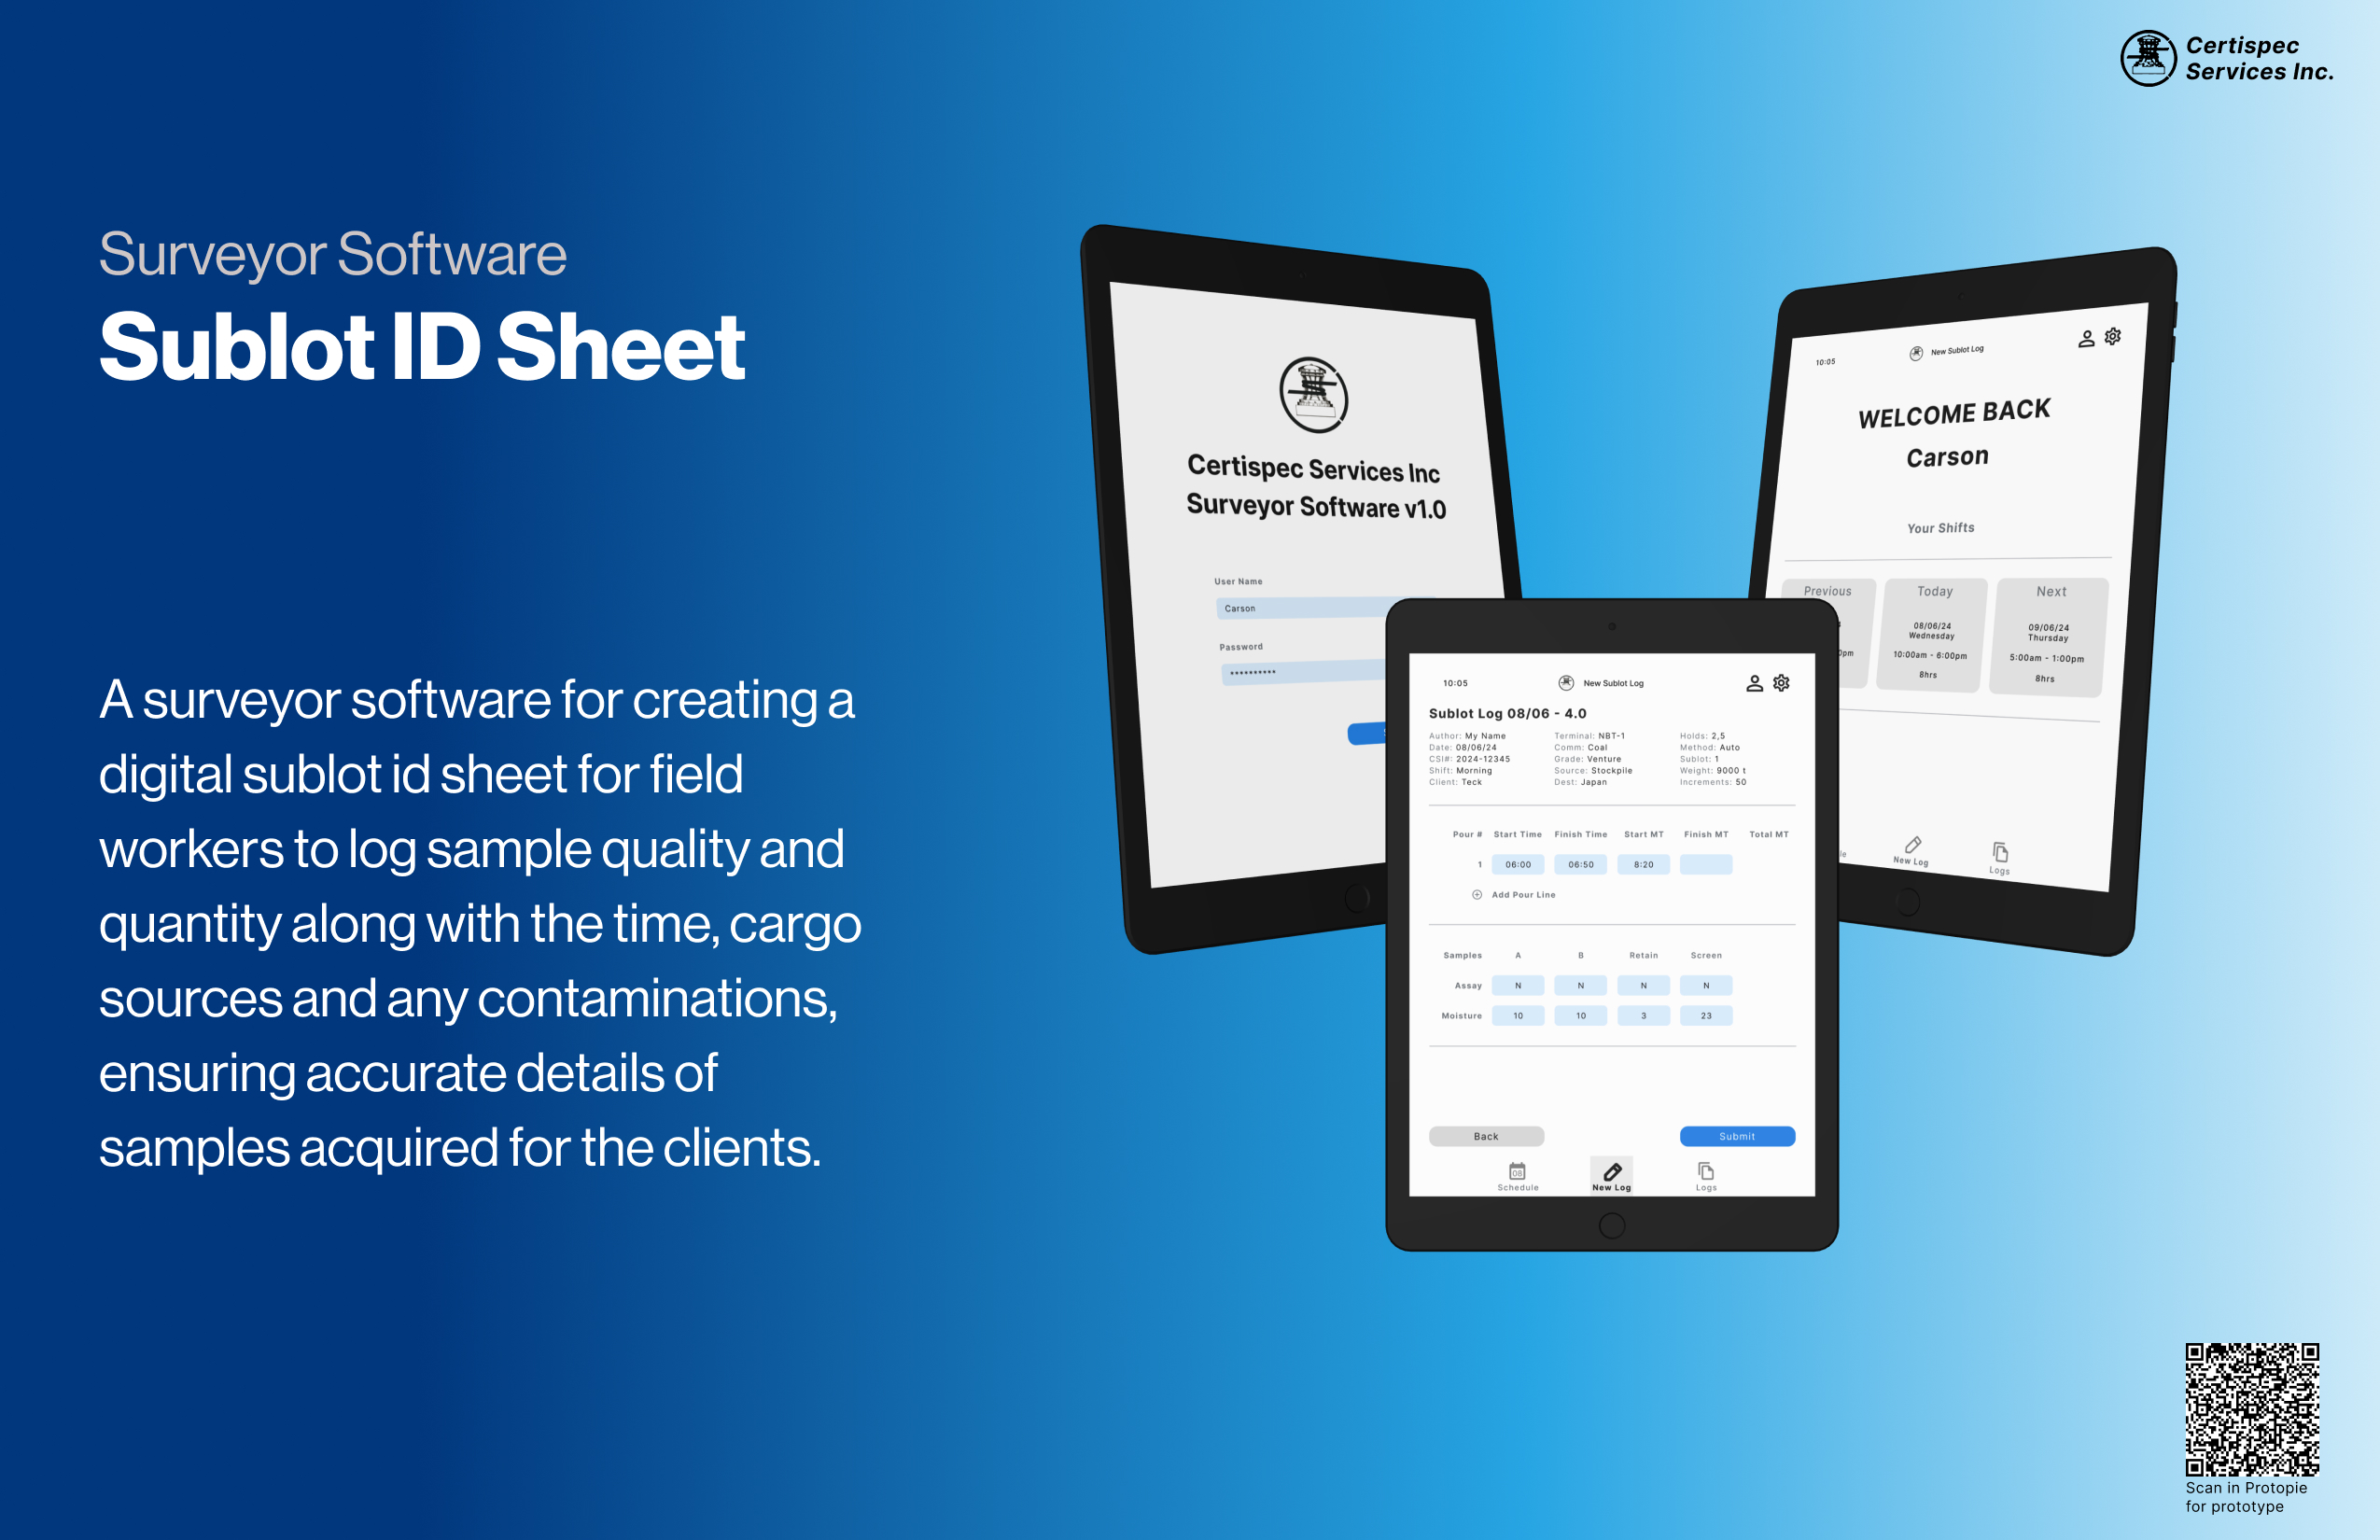 Certispec
Services Inc.
Surveyor Software
Sublot ID Sheet
A surveyor software for creating a
digital sublot id sheet for field
workers to log sample quality and
quantity along with the time, cargo
sources and any contaminations,
ensuring accurate details of
samples acquired for the clients.
Certispec Services Inc
Surveyor Software v1.0
User Name
Carson
Password
**********
10:05 New Sublot Log
WELCOME BACK
Carson
Your Shifts
Previous Today Next
08/06/24 09/06/24
Wednesday Thursday
0pm 10:00am - 6:00pm 5:00am - 1:00pm
8hrs 8hrs
New Log Logs
10:05 New Sublot Log
Sublot Log 08/06 - 4.0
Author: My Name Terminal: NBT-1 Holds: 2,5
Date: 08/06/24 Comm: Coal Method: Auto
CSI#: 2024-12345 Grade: Venture Sublot: 1
Shift: Morning Source: Stockpile Weight: 9000 t
Client: Teck Dest: Japan Increments: 50
Pour # Start Time Finish Time Start MT Finish MT Total MT
1 06:00 06:50 8:20
Add Pour Line
Samples A B Retain Screen
Assay N N N N
Moisture 10 10 3 23
Back Submit
08
Schedule New Log Logs
Scan in Protopie
for prototype